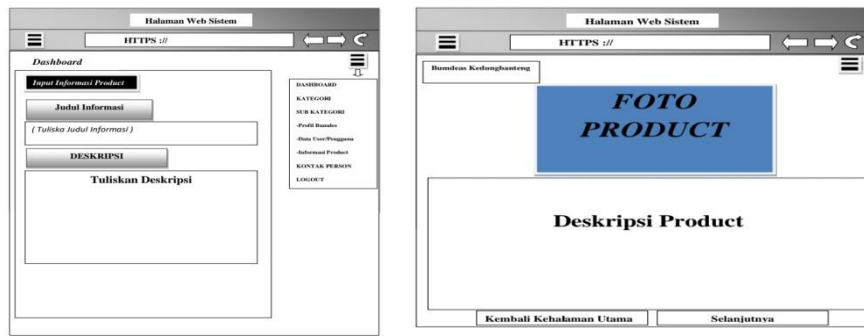 Halaman Web Sistem
HTTPS ://
Dashboard
Input Informasi Product
Judul Informasi
( Tuliska Judul Informasi )
DESKRIPSI
Tuliskan Deskripsi
DASHBOARD
KATEGORI
SUB KATEGORI
-Profil Bumdes
-Data User/Pengguna
-Informasi Product
KONTAK PERSON
LOGOUT
Halaman Web Sistem
HTTPS ://
Bumdeas Kedungbanteng
FOTO
PRODUCT
Deskripsi Product
Kembali Kehalaman Utama
Selanjutnya